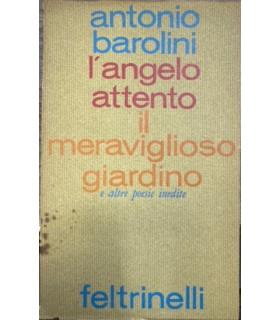 antonio
barolini
l'angelo
attento
il
meraviglioso
giardino
e altre poesie inedite
feltrinelli